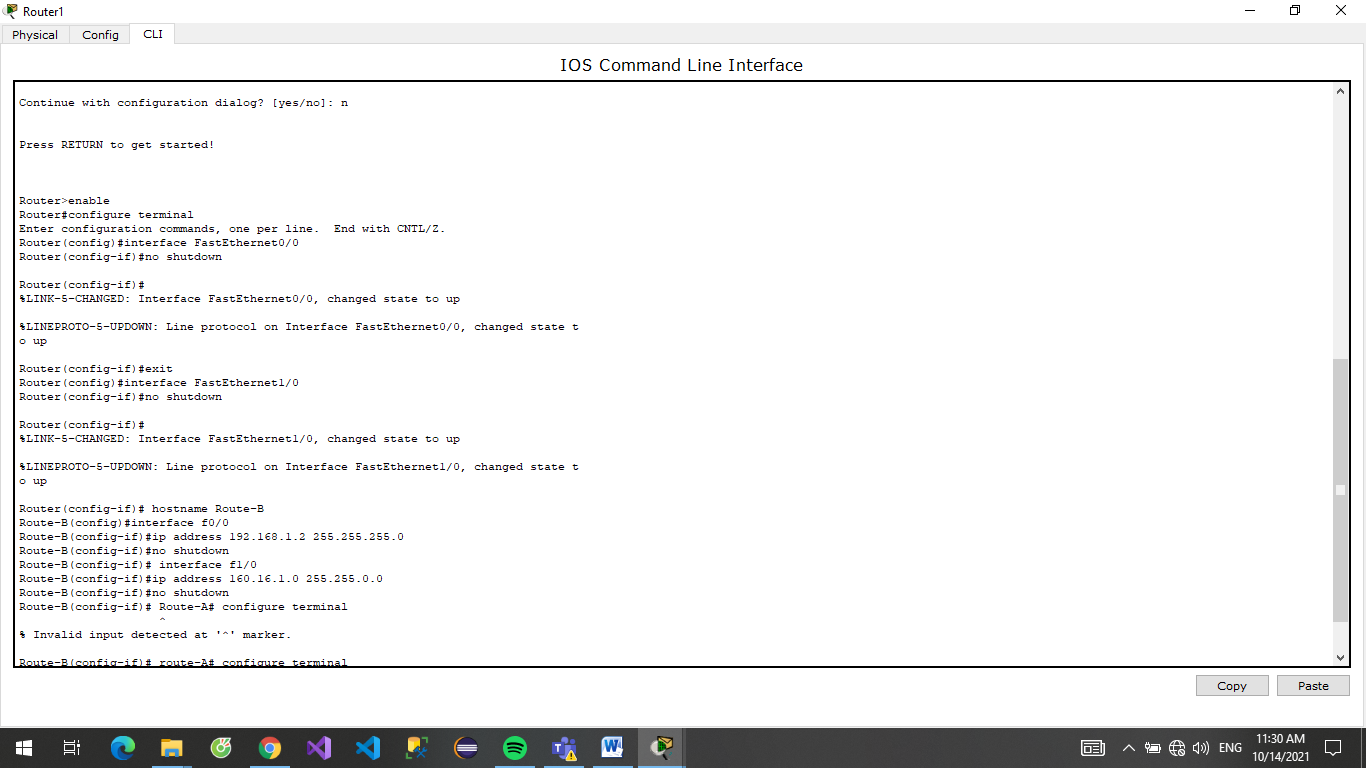 Router1
Physical Config CLI
IOS Command Line Interface
Continue with configuration dialog? [yes/no]: n
Press RETURN to get started!
Router>enable
Router#configure terminal
Enter configuration commands, one per line.  End with CNTL/Z.
Router(config)#interface FastEthernet0/0
Router(config-if)#no shutdown
Router(config-if)#
%LINK-5-CHANGED: Interface FastEthernet0/0, changed state to up
%LINEPROTO-5-UPDOWN: Line protocol on Interface FastEthernet0/0, changed state t
o up
Router(config-if)#exit
Router(config)#interface FastEthernet1/0
Router(config-if)#no shutdown
Router(config-if)#
%LINK-5-CHANGED: Interface FastEthernet1/0, changed state to up
%LINEPROTO-5-UPDOWN: Line protocol on Interface FastEthernet1/0, changed state t
o up
Router(config-if)# hostname Route-B
Route-B(config)#interface f0/0
Route-B(config-if)#ip address 192.168.1.2 255.255.255.0
Route-B(config-if)#no shutdown
Route-B(config-if)# interface f1/0
Route-B(config-if)#ip address 160.16.1.0 255.255.0.0
Route-B(config-if)#no shutdown
Route-B(config-if)# Route-A# configure terminal
^
% Invalid input detected at '^' marker.
Route-B(config-if)# route-A# configure terminal
Copy Paste
ENG
11:30 AM
10/14/2021